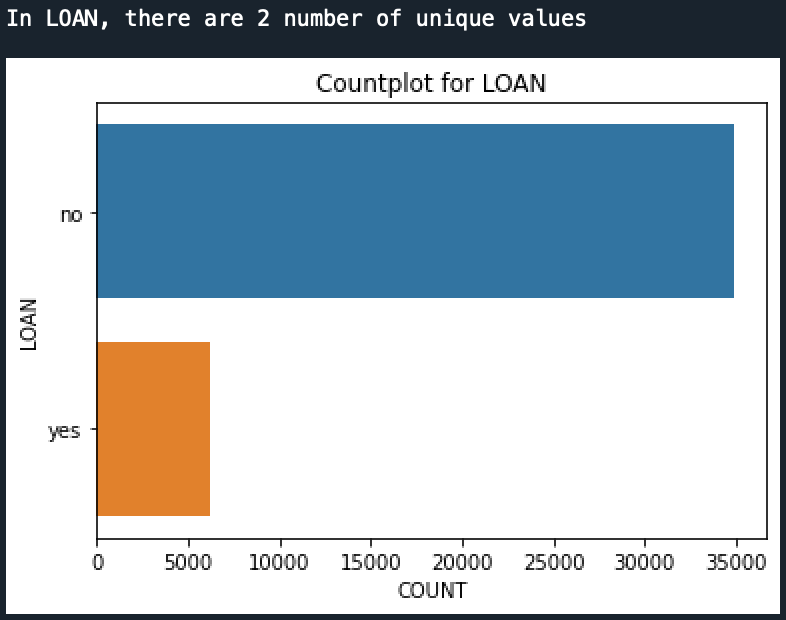 In LOAN, there are 2 number of unique values
Countplot for LOAN
no
yes
LOAN
0 5000 10000 15000 20000 25000 30000 35000
COUNT